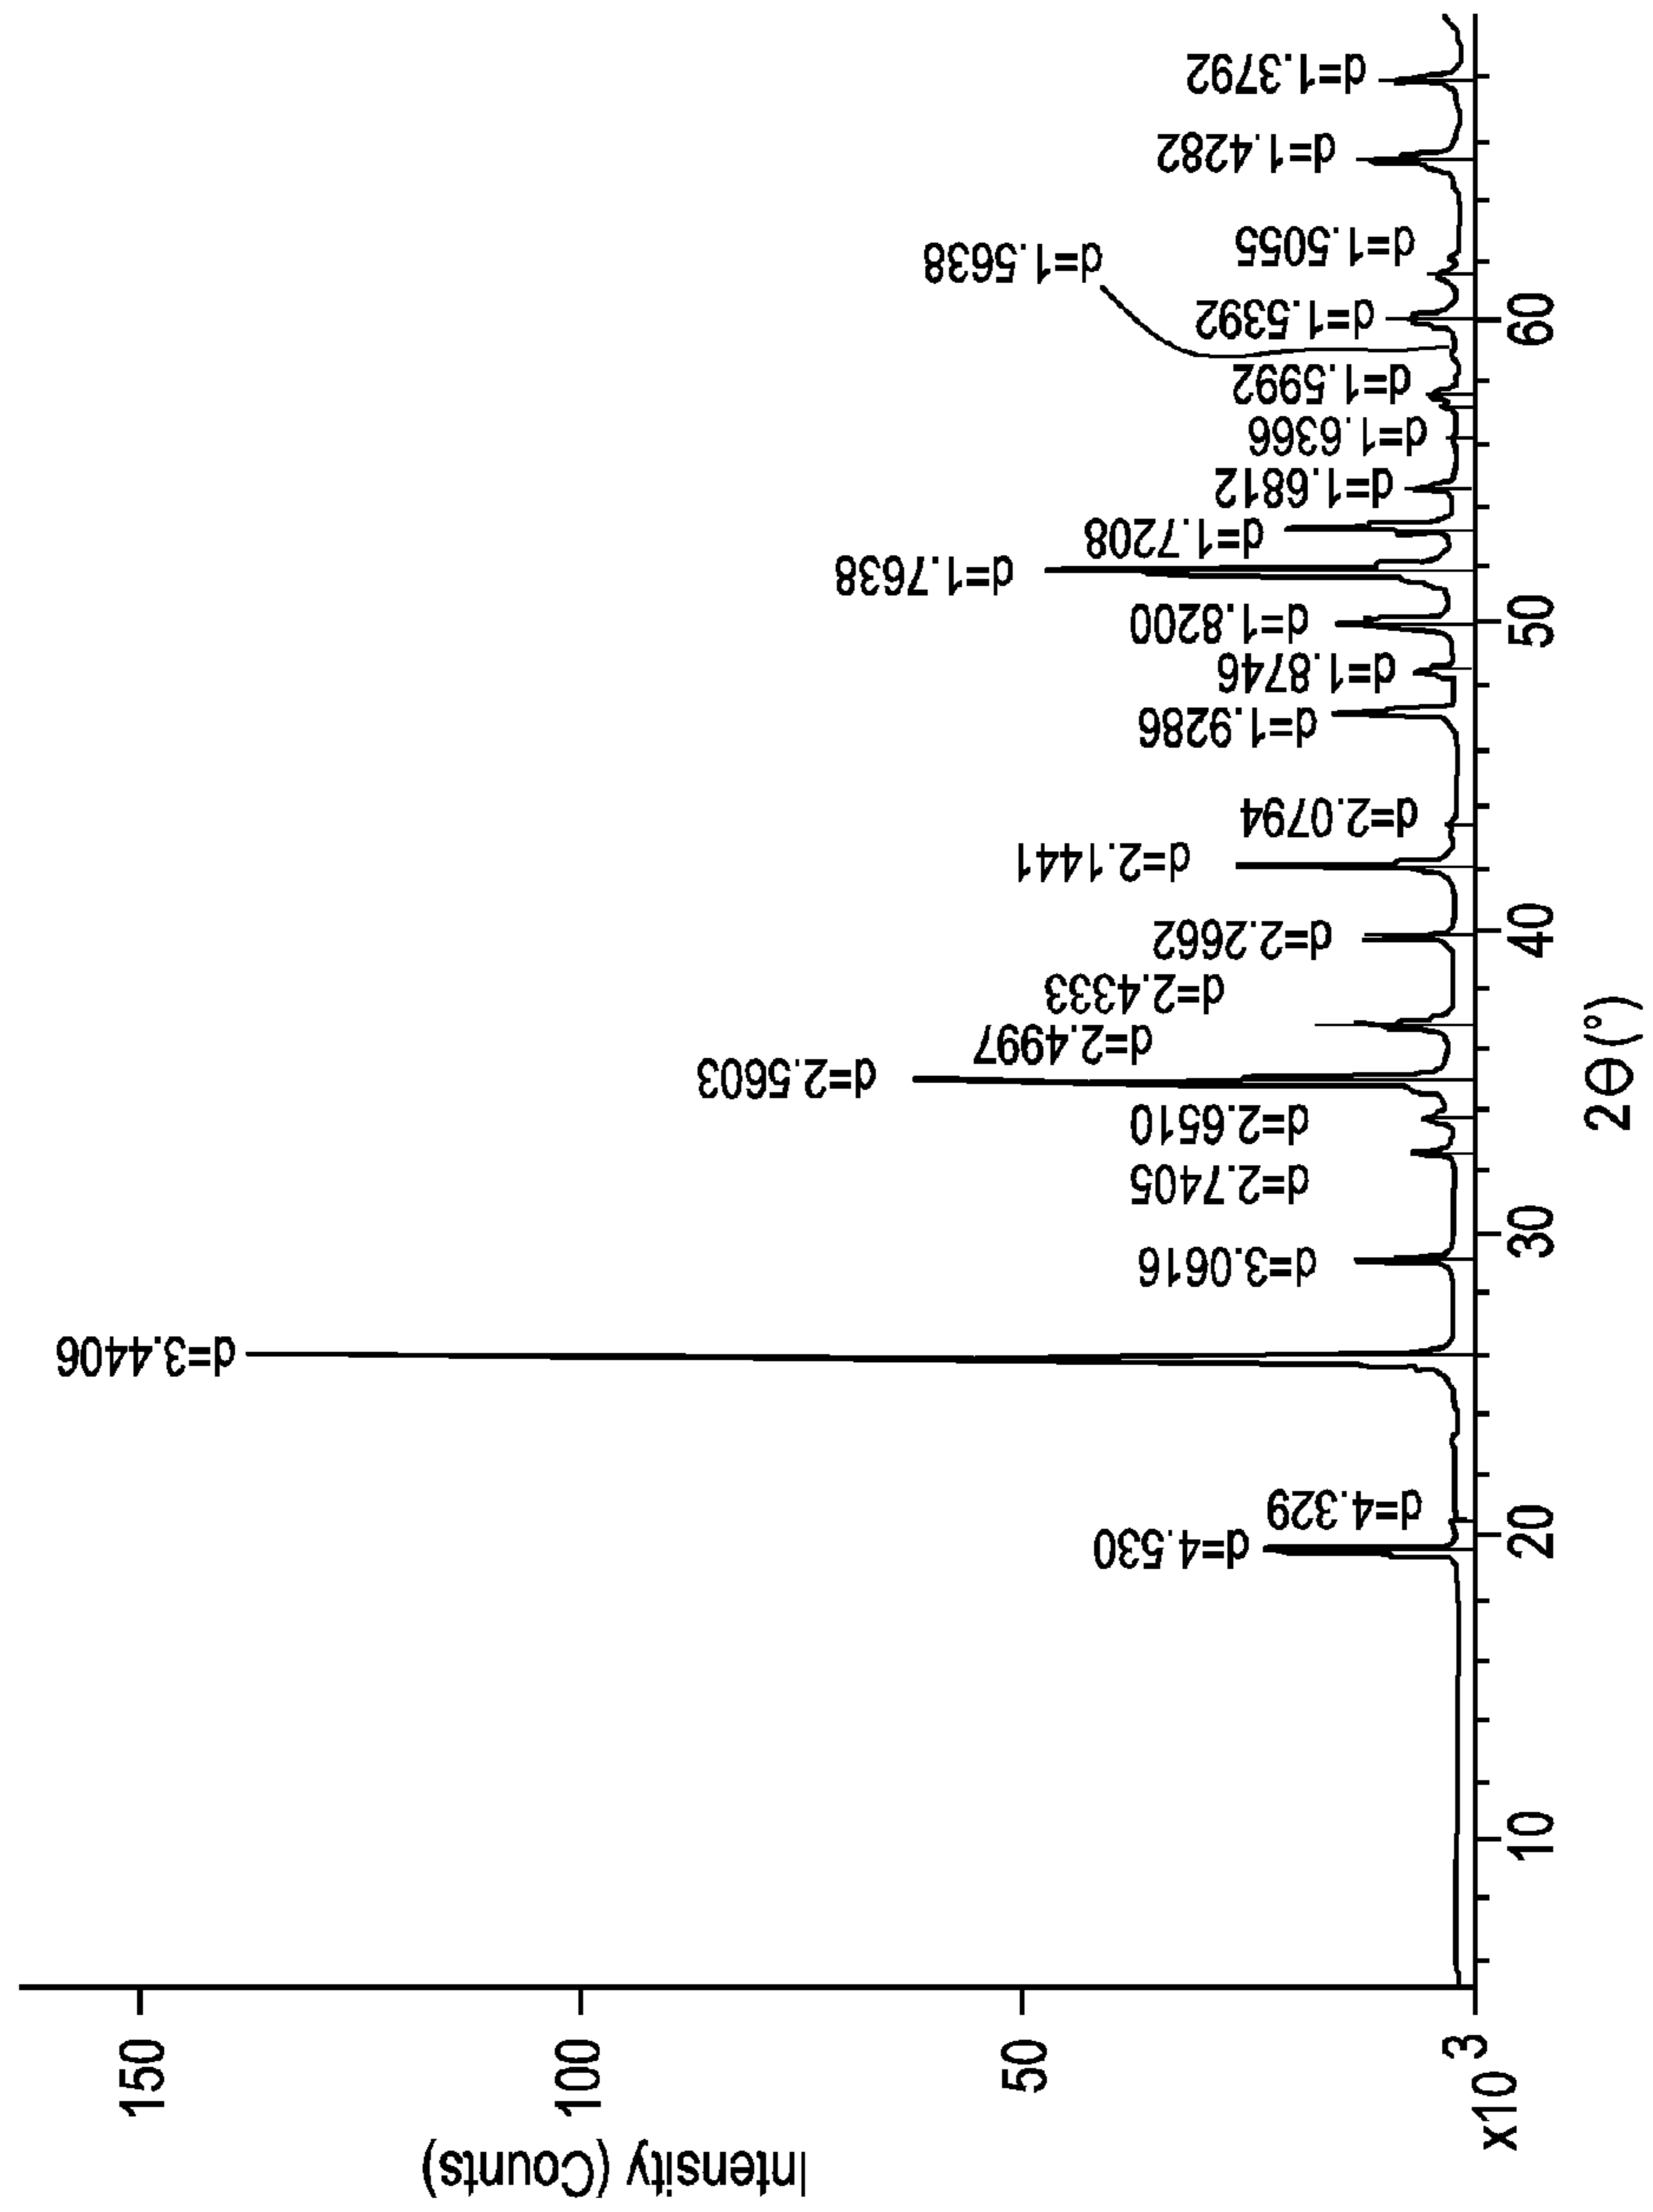 Intensity (Counts)
150
100
50
x10 3
d=4.530
d=4.329
d=3.4406
d=3.0616
d=2.7405
d=2.6510
d=2.5603
d=2.4997
d=2.4333
d=2.2662
d=2.1441
d=2.0794
d=1.9286
d=1.8746
d=1.8200
d=1.7638
d=1.7208
d=1.6812
d=1.6366
d=1.5992
d=1.5638
d=1.5392
d=1.5055
d=1.4282
d=1.3792
10
20
30
40
50
60
2Θ (°)